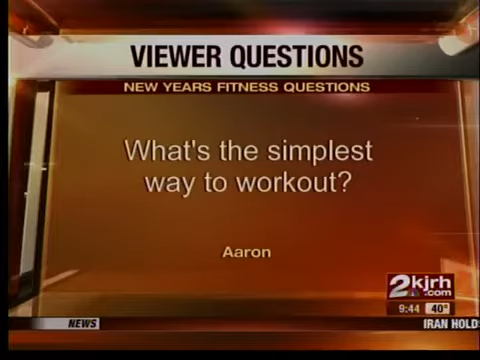 VIEWER QUESTIONS
NEW YEARS FITNESS QUESTIONS
What's the simplest
way to workout?
Aaron
2kjrh
.com
9:44 40°
NEWS
IRAN HOLDS